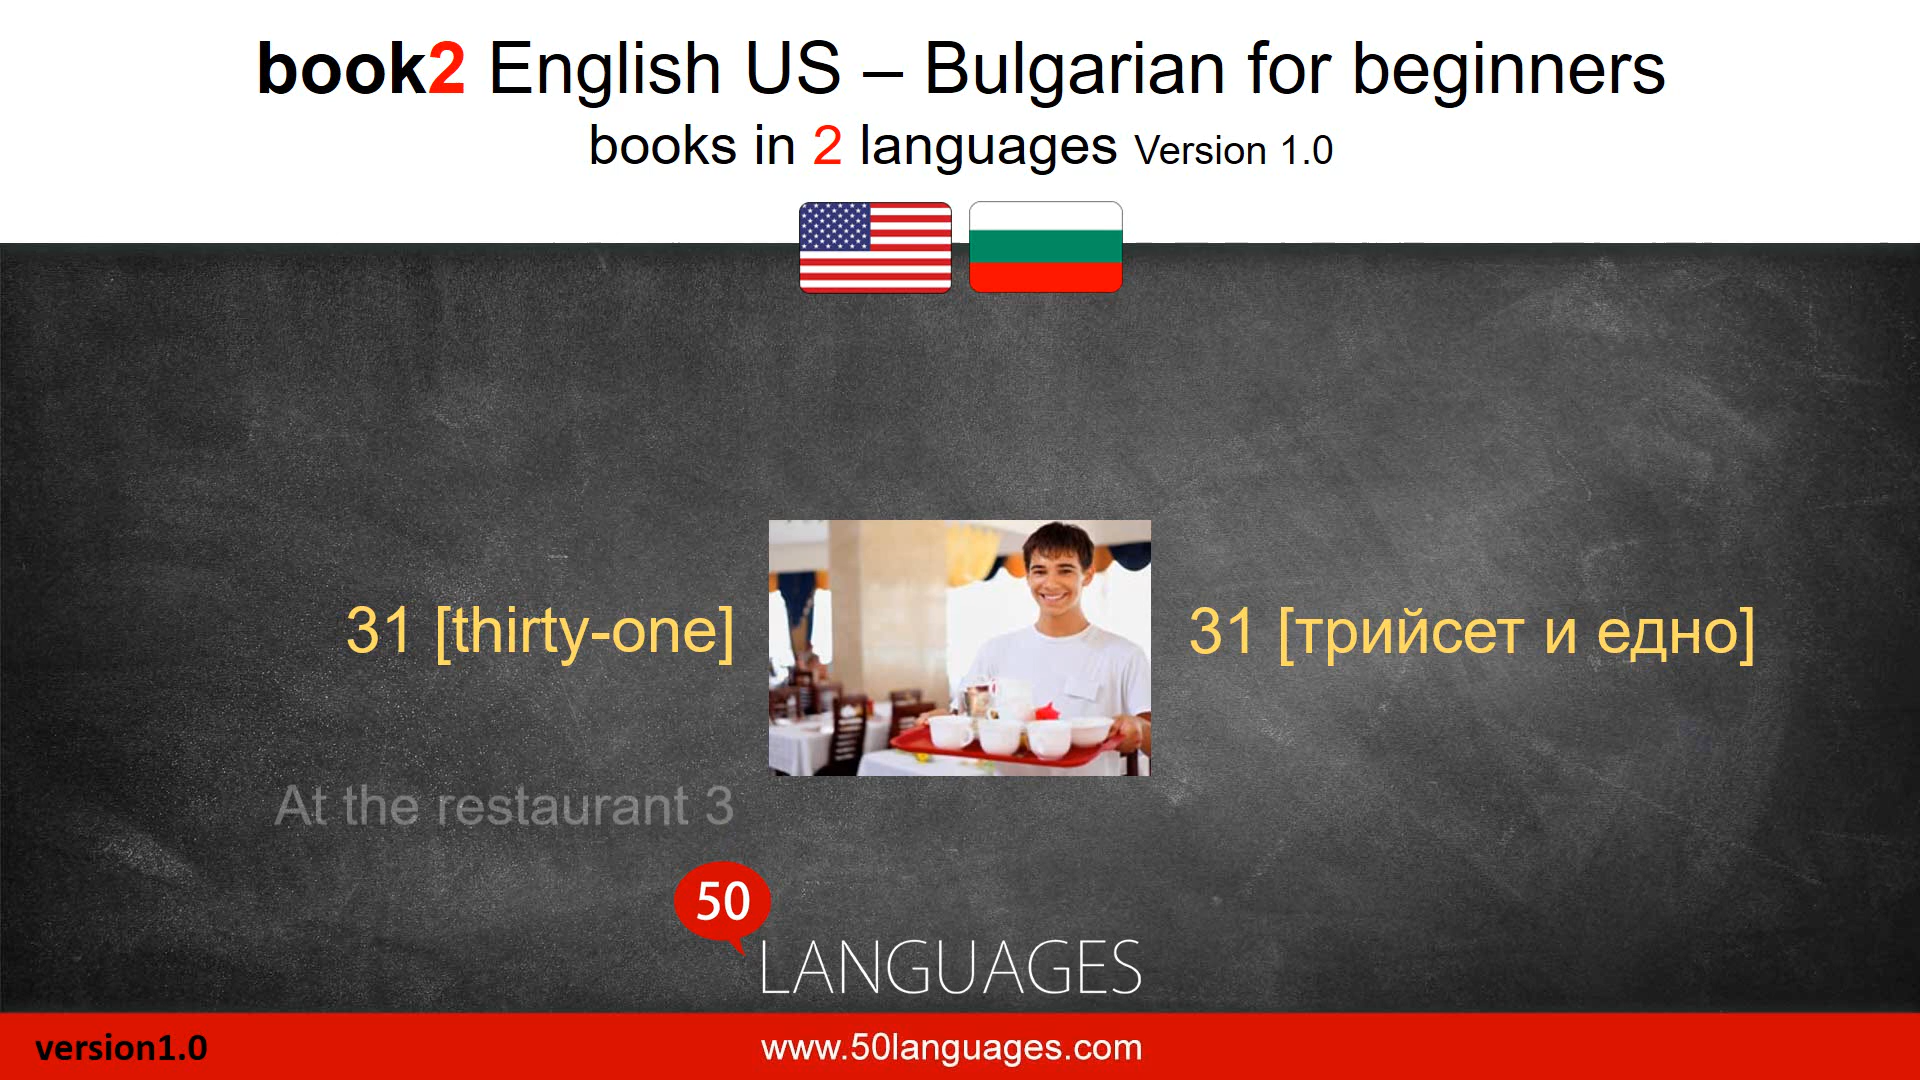 book2 English US – Bulgarian for beginners
books in 2 languages Version 1.0
31 [thirty-one]
31 [трийсет и едно]
At the restaurant 3
50
LANGUAGES
version1.0
www.50languages.com